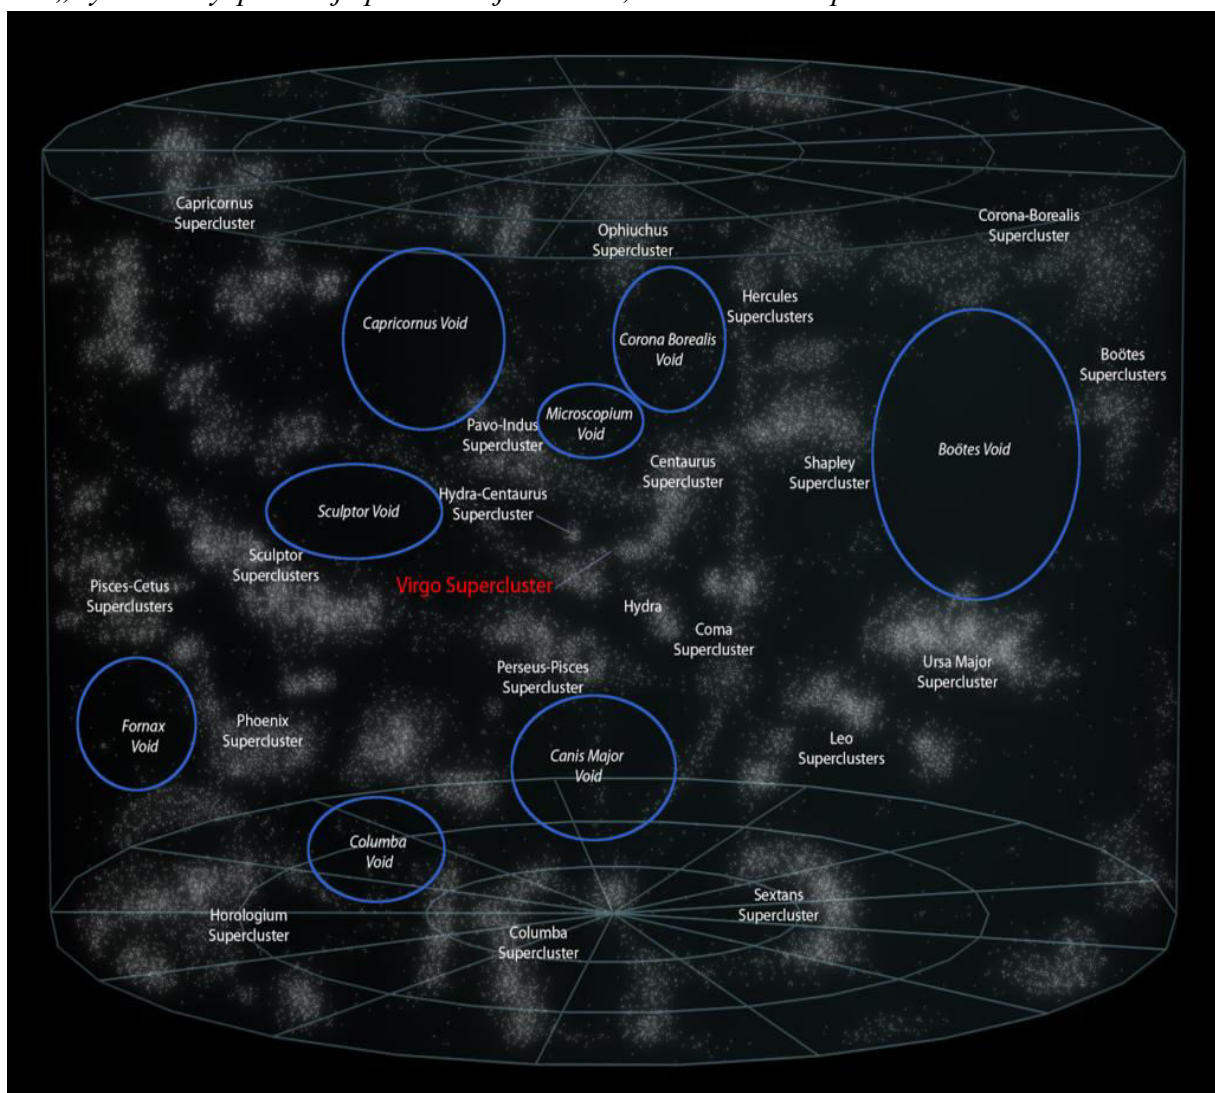 Capricornus
Supercluster
Ophiuchus
Supercluster
Corona-Borealis
Supercluster
Hercules
Superclusters
Capricornus Void
Corona Borealis
Void
Boötes
Superclusters
Microscopium
Void
Pavo-Indus
Supercluster
Centaurus
Supercluster
Shapley
Supercluster
Boötes Void
Hydra-Centaurus
Supercluster
Sculptor Void
Sculptor
Superclusters
Virgo Supercluster
Pisces-Cetus
Superclusters
Hydra
Coma
Supercluster
Perseus-Pisces
Supercluster
Ursa Major
Supercluster
Fornax
Void
Phoenix
Supercluster
Leo
Superclusters
Canis Major
Void
Columba
Void
Sextans
Supercluster
Horologium
Supercluster
Columba
Supercluster